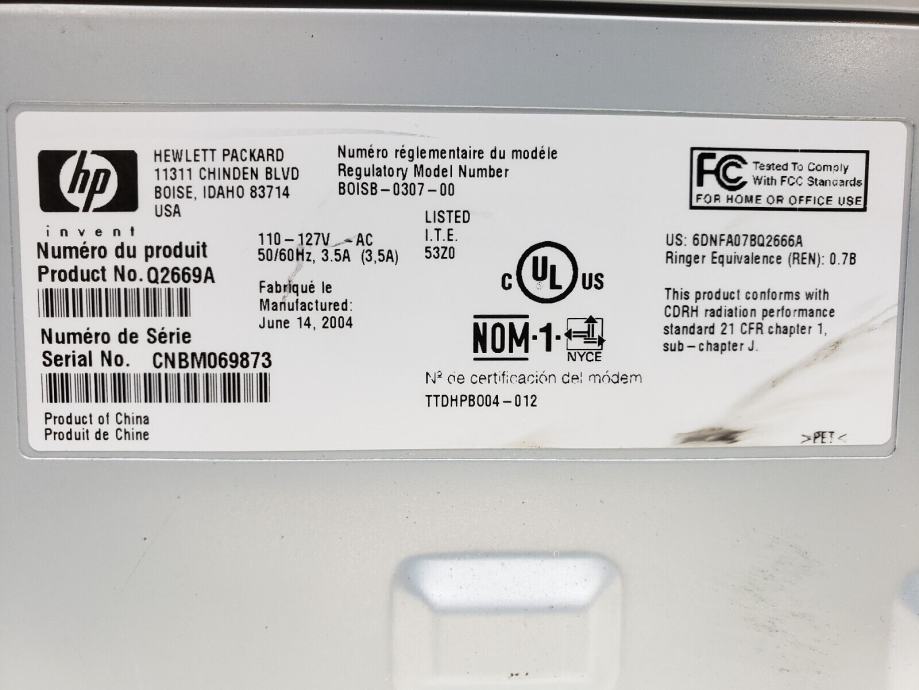 hp
invent
HEWLETT PACKARD
11311 CHINDEN BLVD
BOISE, IDAHO 83714
USA
Numéro du produit
Product No. Q2669A
Numéro de Série
Serial No. CNBM069873
Product of China
Produit de Chine
Numéro réglementaire du modéle
Regulatory Model Number
BOISB-0307-00
110-127V ~ AC
50/60Hz, 3.5A (3,5A)
Fabriqué le
Manufactured:
June 14, 2004
LISTED
I.T.E.
53Z0
C UL US
NOM-1-
NYCE
Nº de certificación del módem
TTDHPB004-012
FCC Tested To Comply
With FCC Standards
FOR HOME OR OFFICE USE
US: 6DNFA07BQ2666A
Ringer Equivalence (REN): 0.7B
This product conforms with
CDRH radiation performance
standard 21 CFR chapter 1,
sub-chapter J.
>PET<